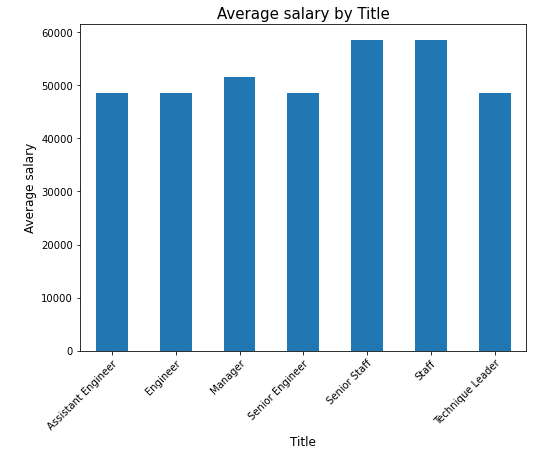 Average salary by Title
60000
50000
40000
30000
20000
10000
0
Average salary
Assistant Engineer
Engineer
Manager
Senior Engineer
Senior Staff
Staff
Technique Leader
Title